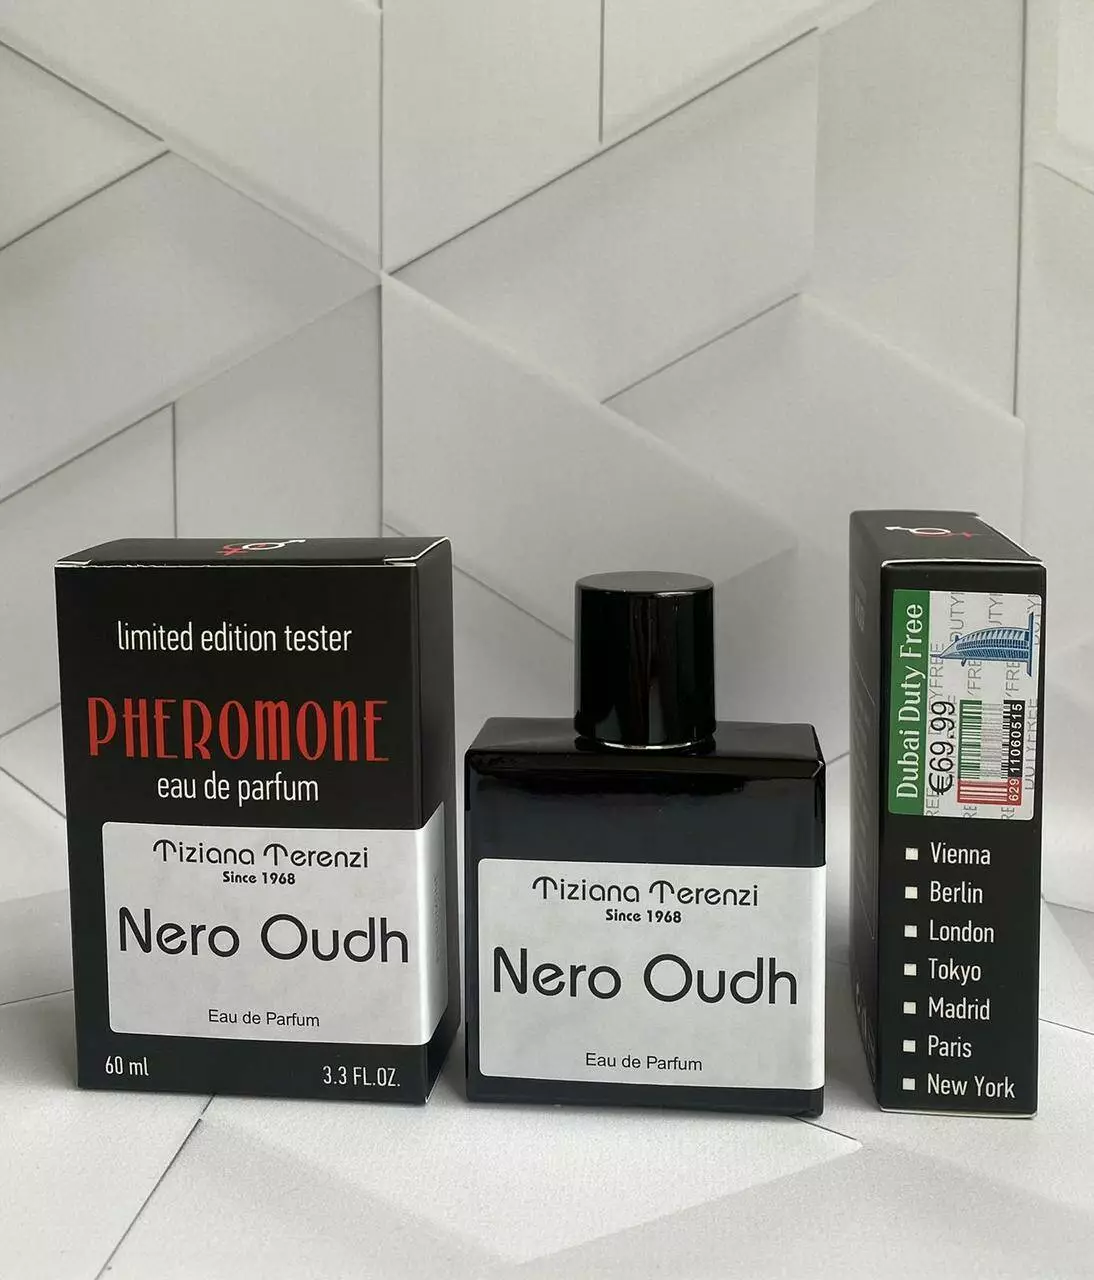 limited edition tester
PHEROMONE
eau de parfum
Tiziana Terenzi
Since 1968
Nero Oudh
Eau de Parfum
60 ml
3.3 FL.OZ.
Tiziana Terenzi
Since 1968
Nero Oudh
Eau de Parfum
Dubai Duty Free
€69.99
629 11060515
Vienna
Berlin
London
Tokyo
Madrid
Paris
New York